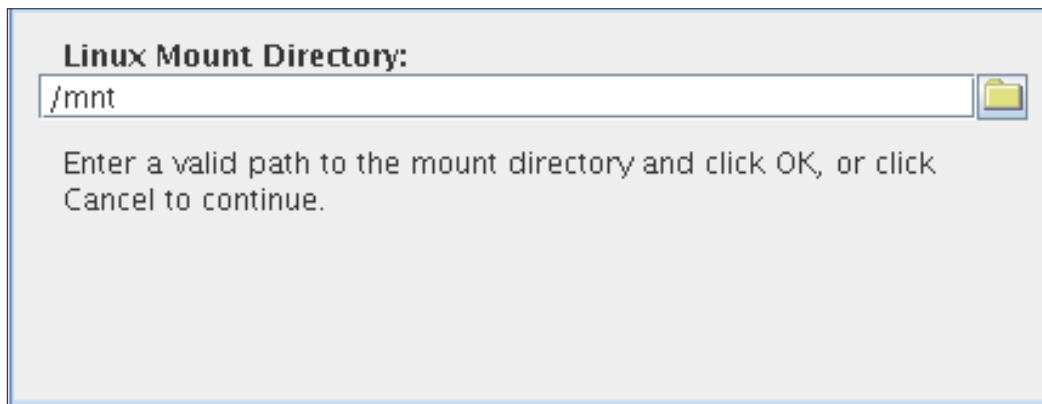 Linux Mount Directory:
/mnt
Enter a valid path to the mount directory and click OK, or click
Cancel to continue.